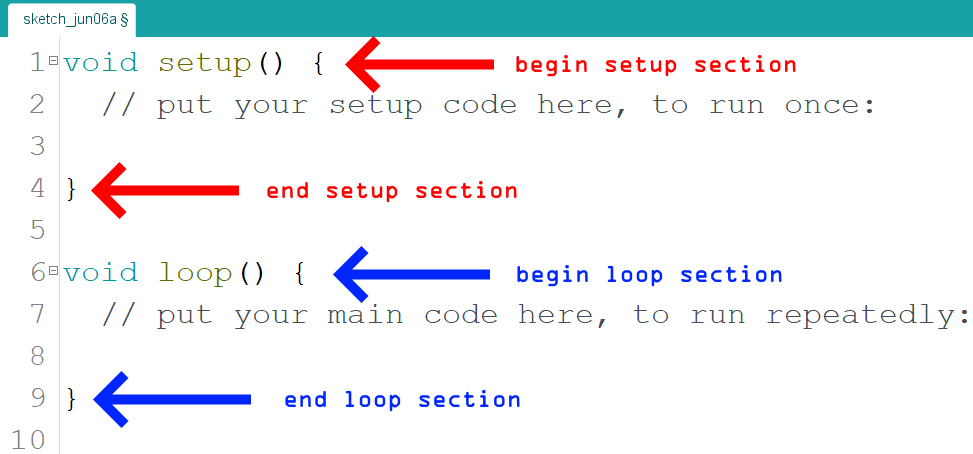 sketch_jun06a §
1 void setup() { begin setup section
2 // put your setup code here, to run once:
3
4 } end setup section
5
6 void loop() { begin loop section
7 // put your main code here, to run repeatedly:
8
9 } end loop section
10